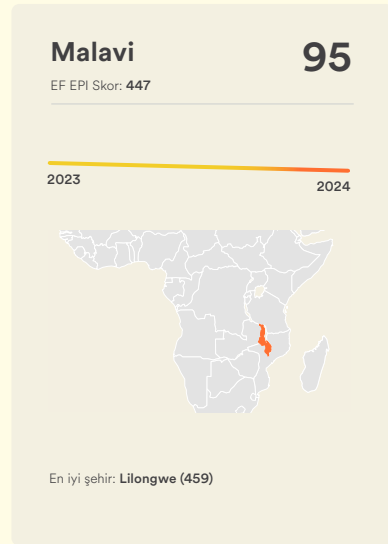 Malavi
95
EF EPI Skor: 447
2023
2024
En iyi şehir: Lilongwe (459)